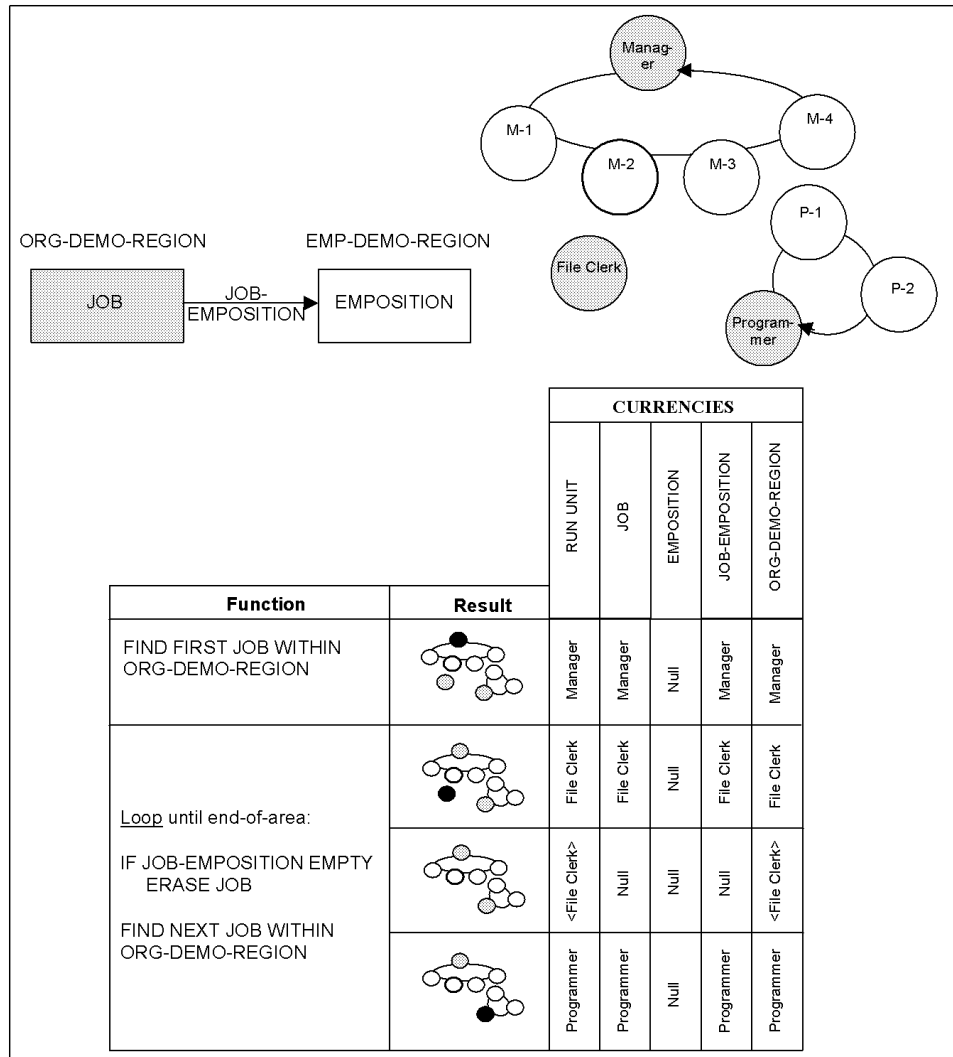 Manag-
er
M-1
M-4
M-2
M-3
P-1
ORG-DEMO-REGION
EMP-DEMO-REGION
File Clerk
P-2
JOB
JOB-
EMPOSITION
EMPOSITION
Program-
mer
CURRENCIES
RUN UNIT
JOB
EMPOSITION
JOB-EMPOSITION
ORG-DEMO-REGION
Function
Result
FIND FIRST JOB WITHIN
ORG-DEMO-REGION
Manager
Manager
Null
Manager
Manager
File Clerk
File Clerk
Null
File Clerk
File Clerk
Loop until end-of-area:
IF JOB-EMPOSITION EMPTY
ERASE JOB
<File Clerk>
Null
Null
Null
<File Clerk>
FIND NEXT JOB WITHIN
ORG-DEMO-REGION
Programmer
Programmer
Null
Programmer
Programmer